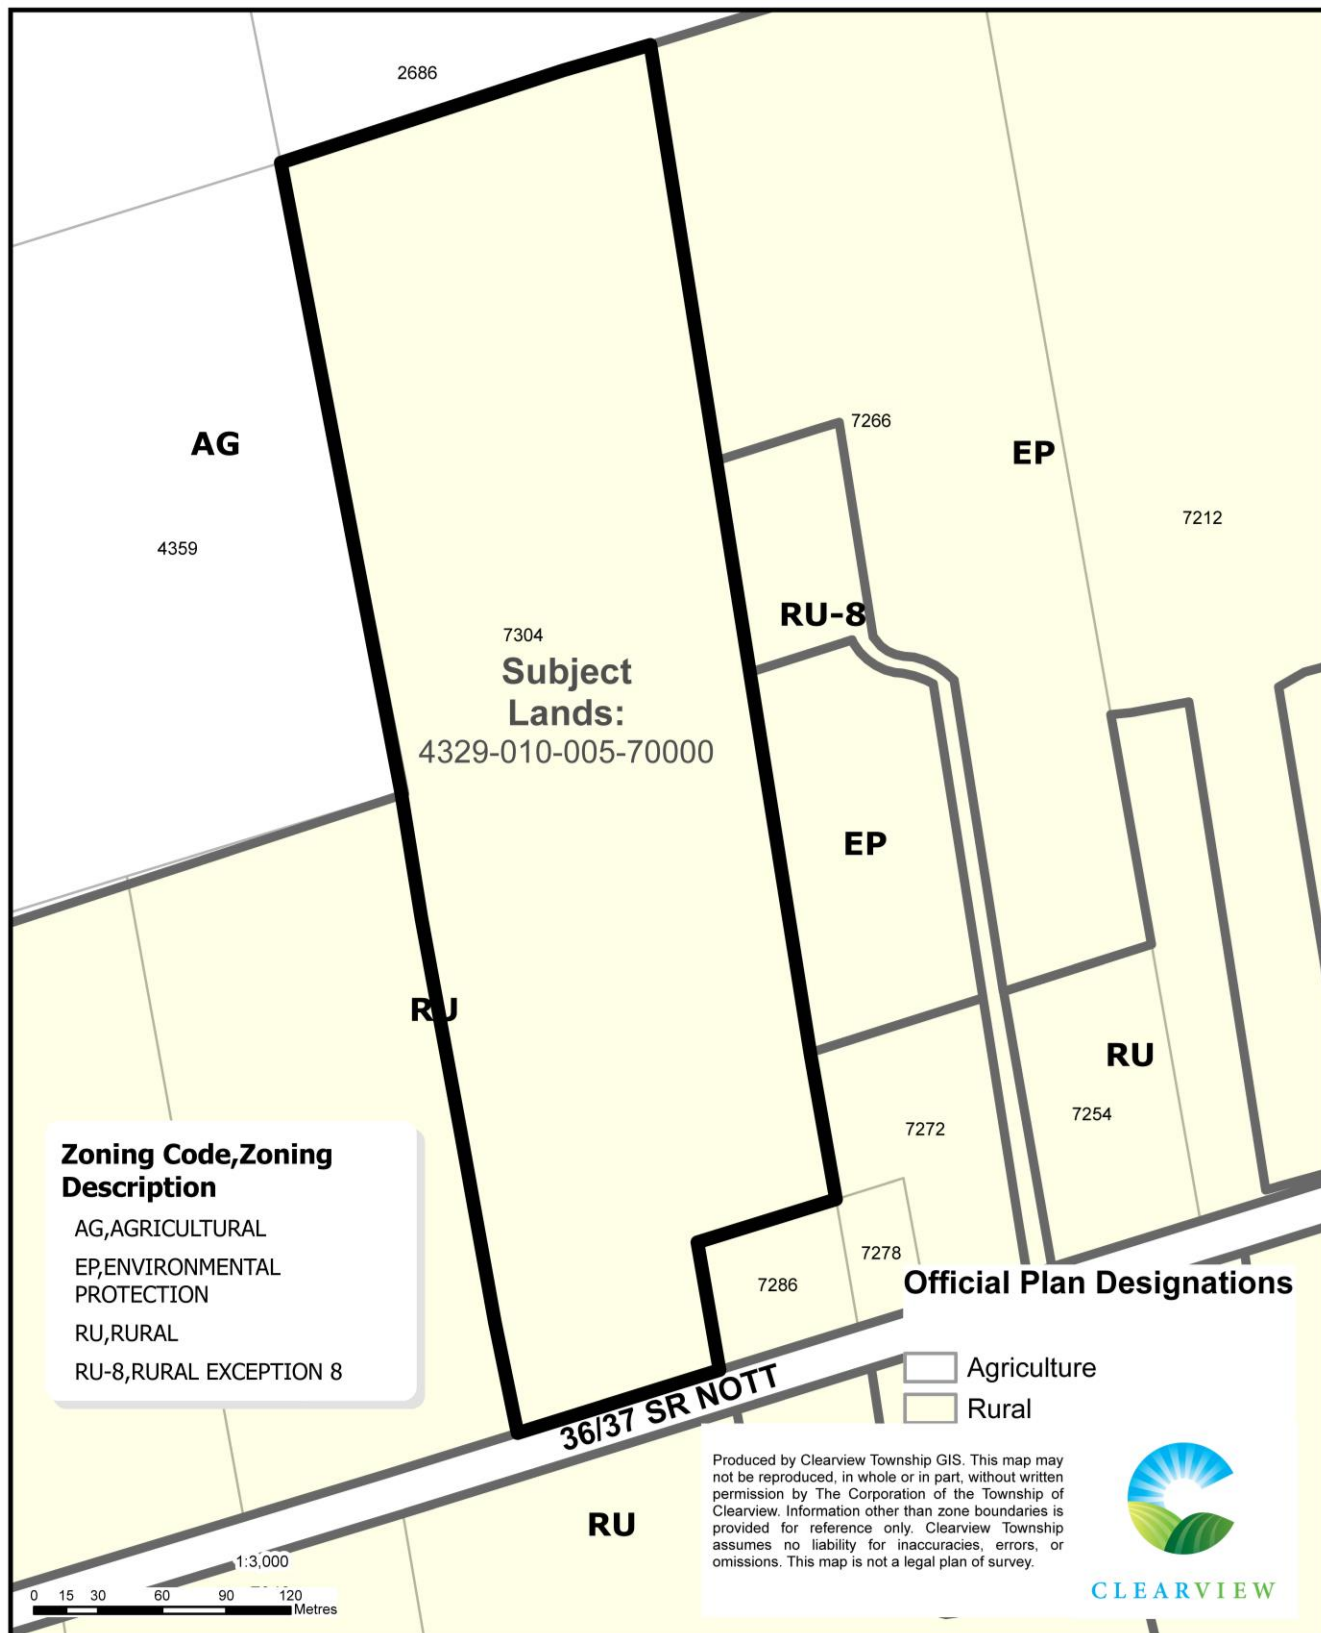 2686
7266
AG
EP
7212
4359
RU-8
7304
Subject
Lands:
4329-010-005-70000
EP
RU
RU
7254
7272
Zoning Code,Zoning
Description
AG,AGRICULTURAL
EP,ENVIRONMENTAL
PROTECTION
RU,RURAL
RU-8,RURAL EXCEPTION 8
7278
7286
36/37 SR NOTT
Official Plan Designations
Agriculture
Rural
RU
Produced by Clearview Township GIS. This map may
not be reproduced, in whole or in part, without written
permission by The Corporation of the Township of
Clearview. Information other than zone boundaries is
provided for reference only. Clearview Township
assumes no liability for inaccuracies, errors, or
omissions. This map is not a legal plan of survey.
CLEARVIEW
1:3,000
0 15 30 60 90 120
Metres